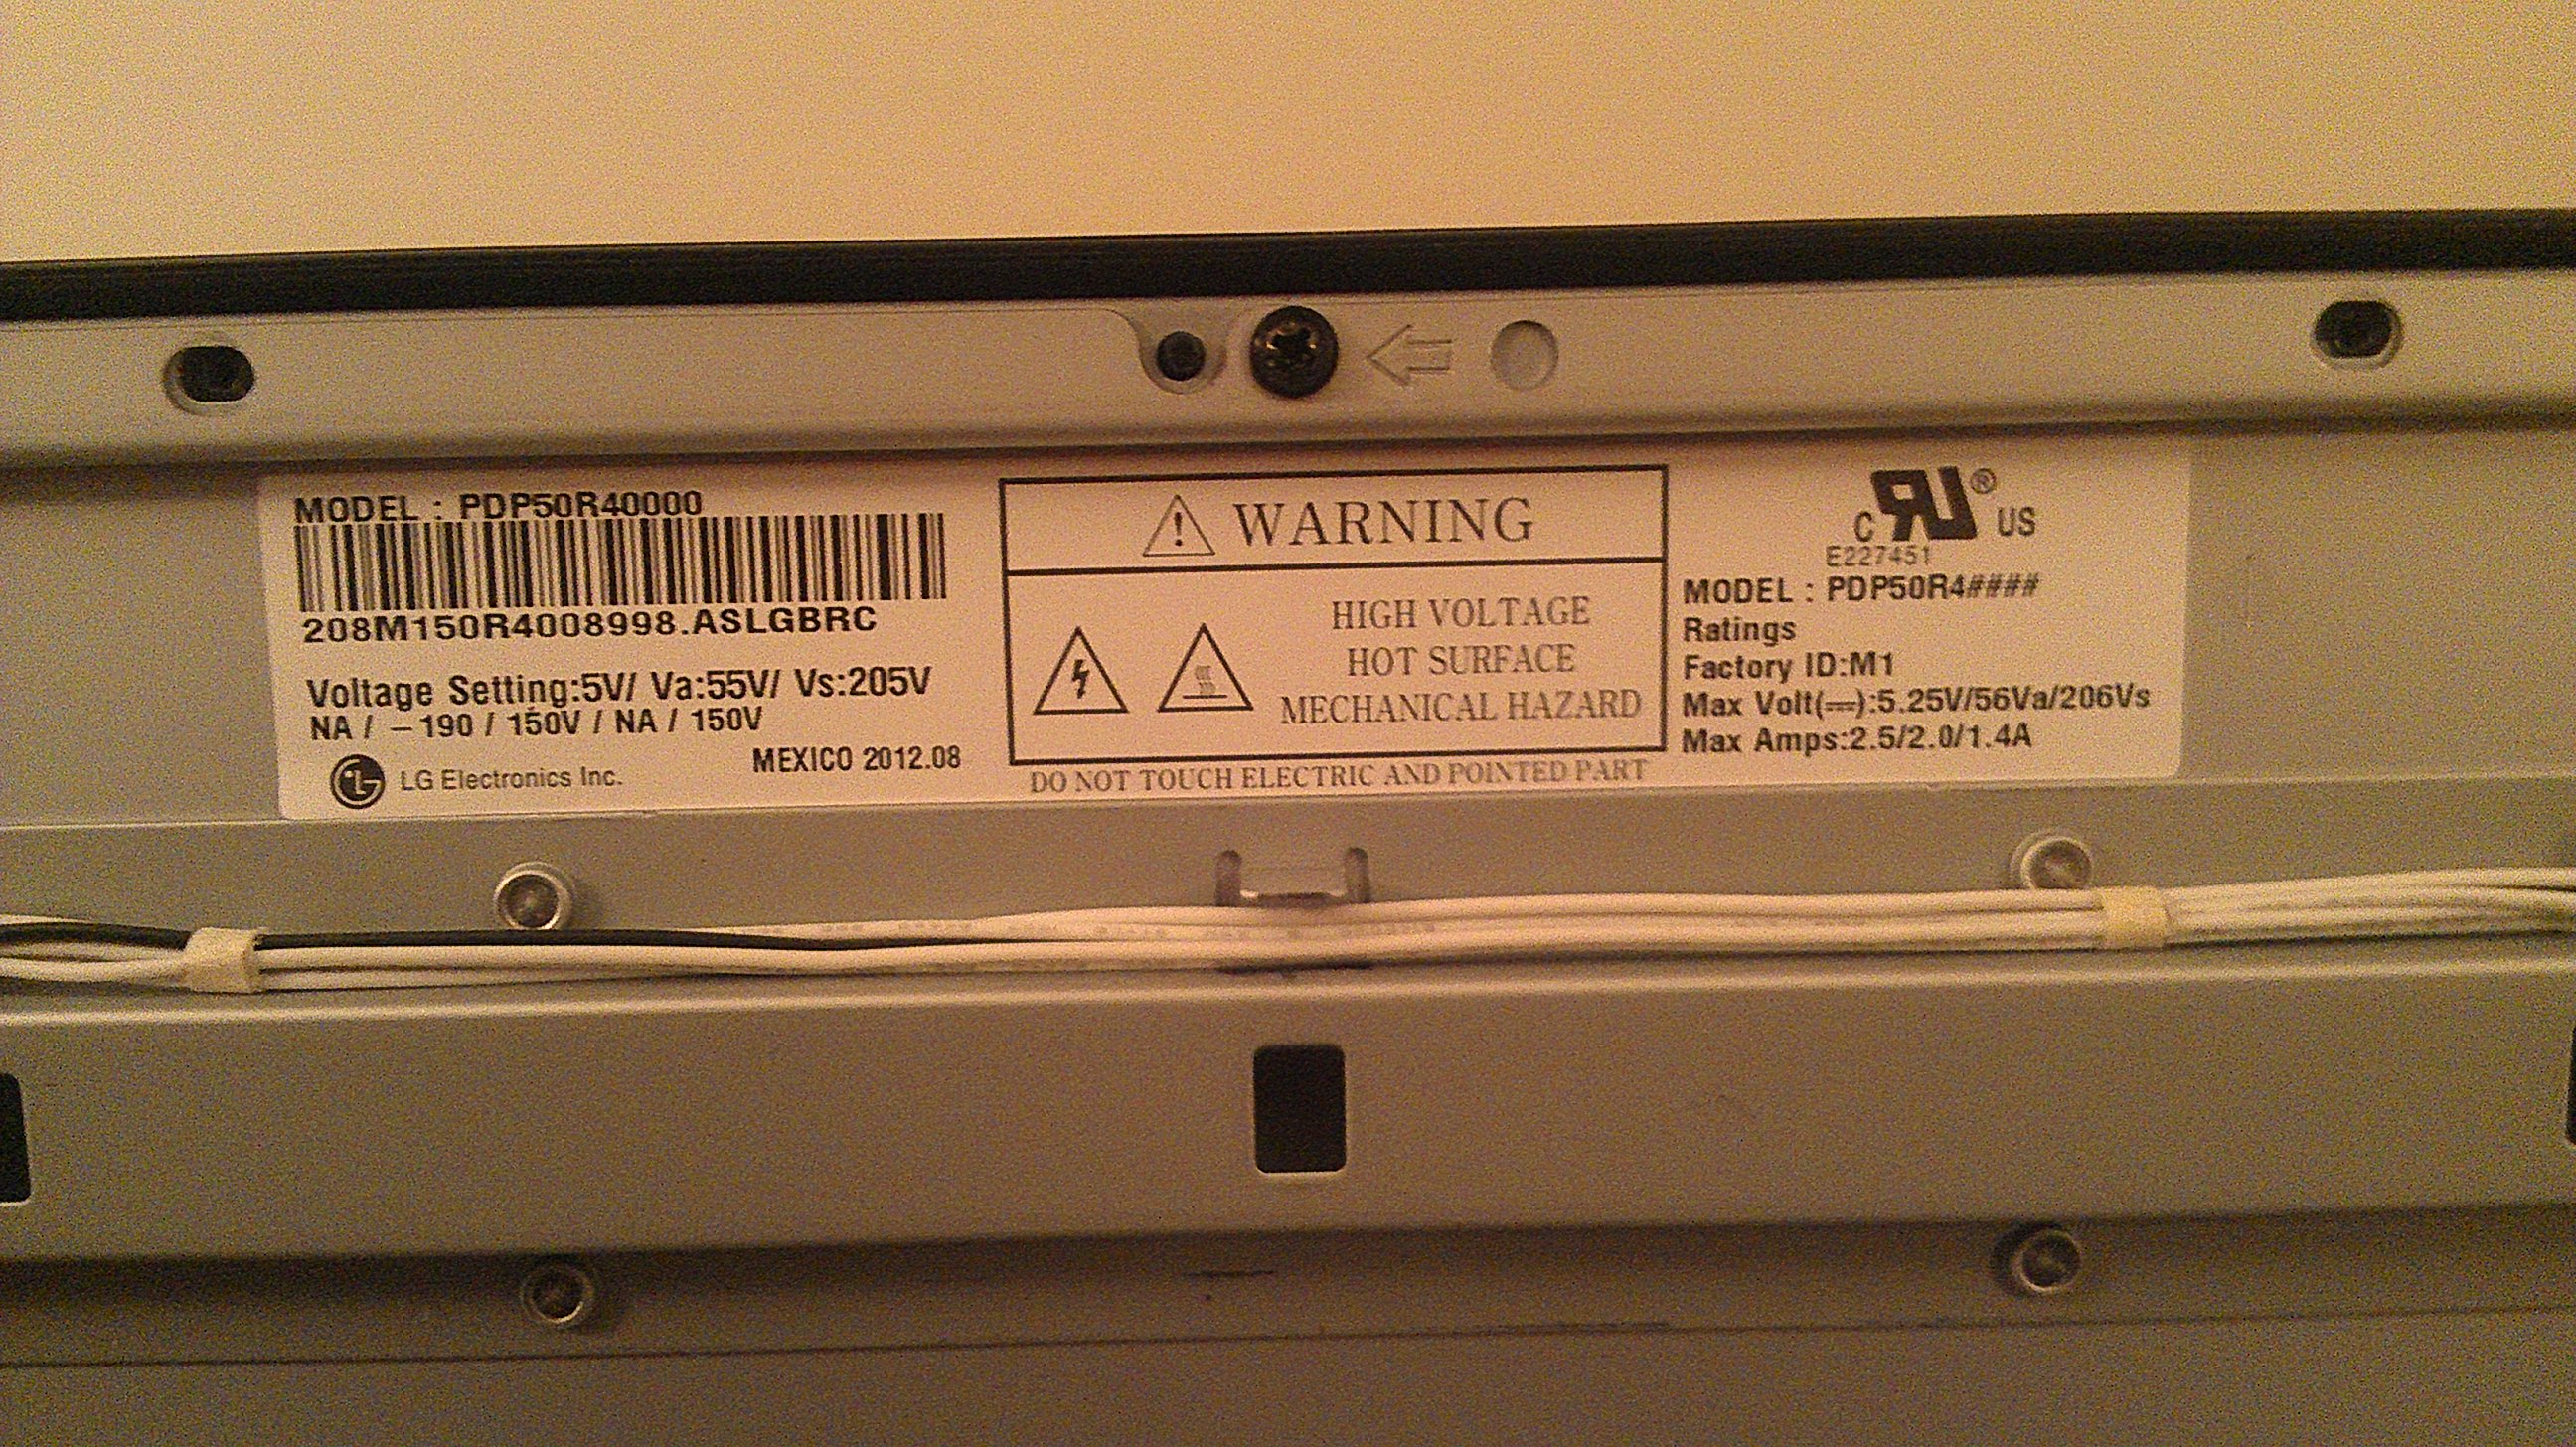 MODEL : PDP50R40000
208M150R4008998.ASLGBRC
Voltage Setting:5V/ Va:55V/ Vs:205V
NA / -190 / 150V / NA / 150V
MEXICO 2012.08
LG Electronics Inc.
WARNING
HIGH VOLTAGE
HOT SURFACE
MECHANICAL HAZARD
DO NOT TOUCH ELECTRIC AND POINTED PART
C RU® US
E227451
MODEL : PDP50R4####
Ratings
Factory ID:M1
Max Volt(⎓):5.25V/56Va/206Vs
Max Amps:2.5/2.0/1.4A